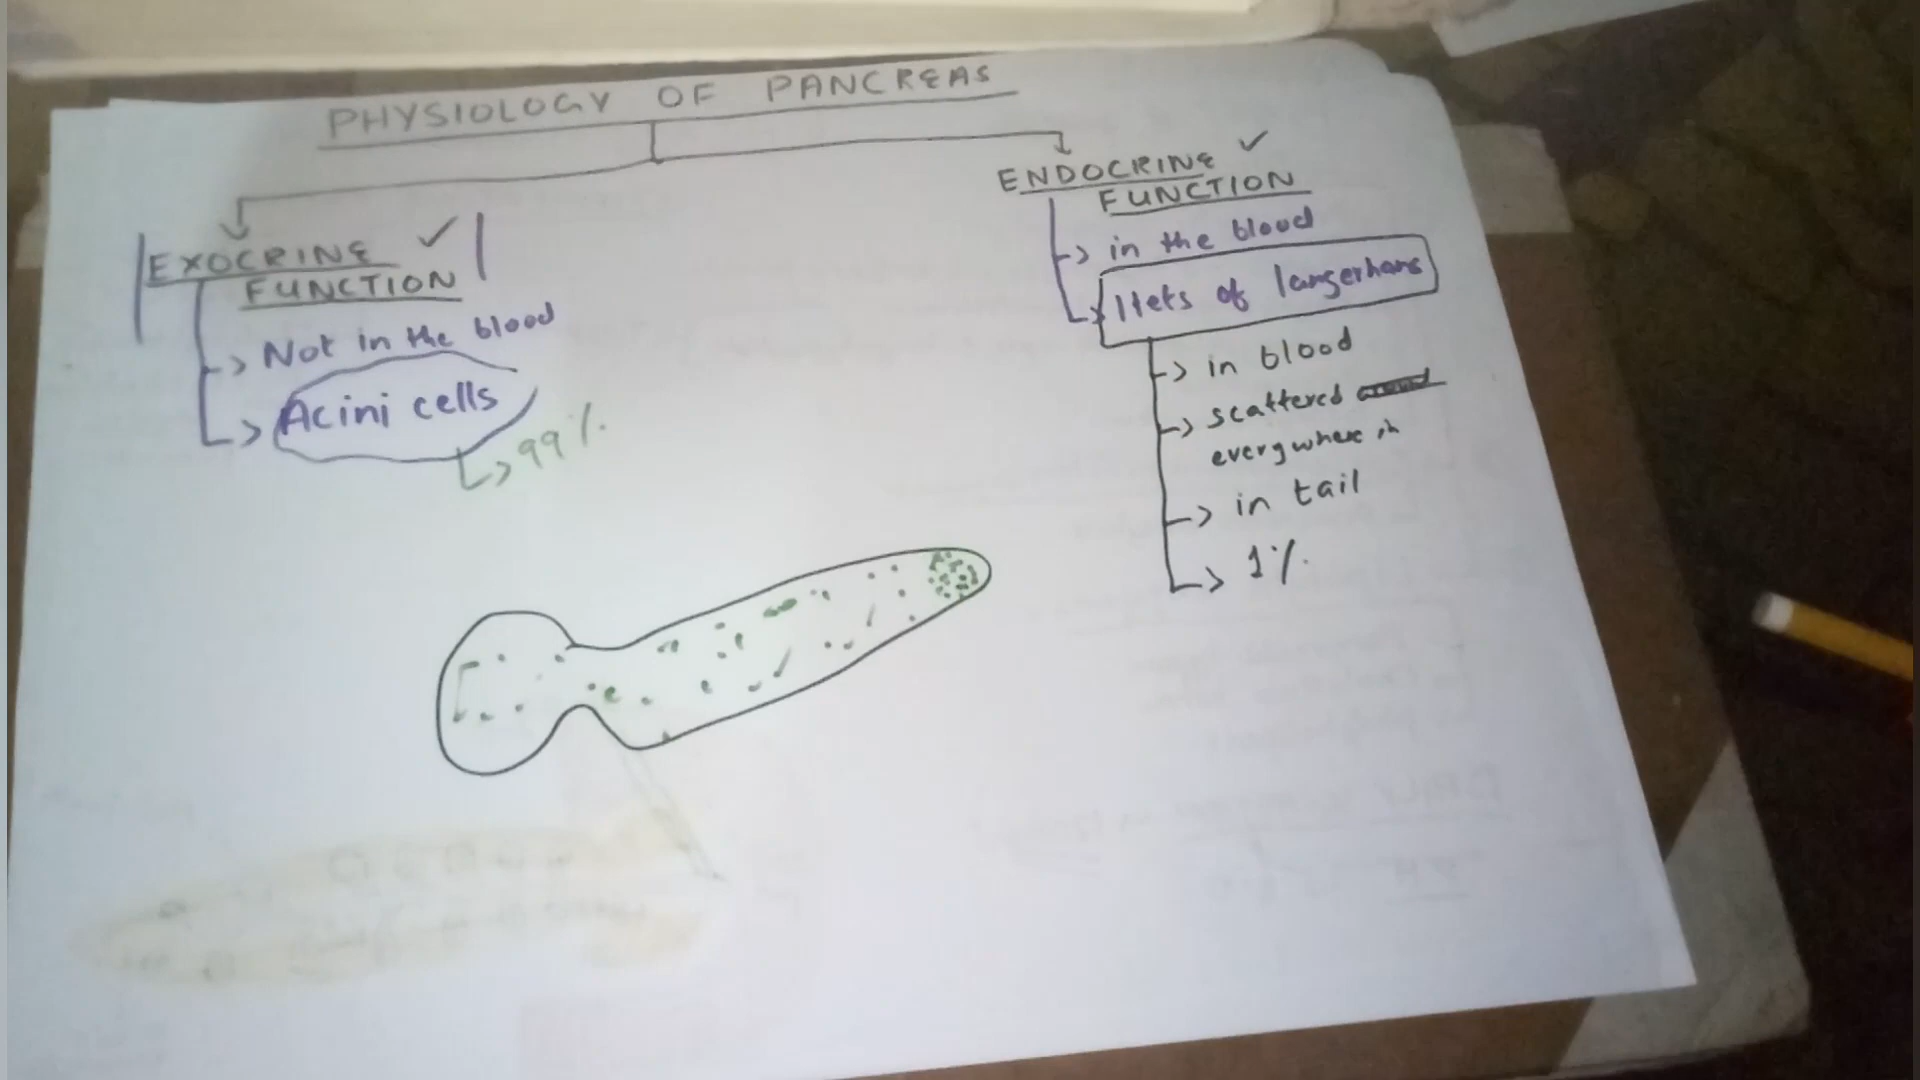 PHYSIOLOGY OF PANCREAS
EXOCRINE ✓
FUNCTION
-> Not in the blood
-> Acini cells
-> 99%
ENDOCRINE ✓
FUNCTION
-> in the blood
-> Ilets of langerhans
-> in blood
-> scattered
everywhere in
-> in tail
-> 1%